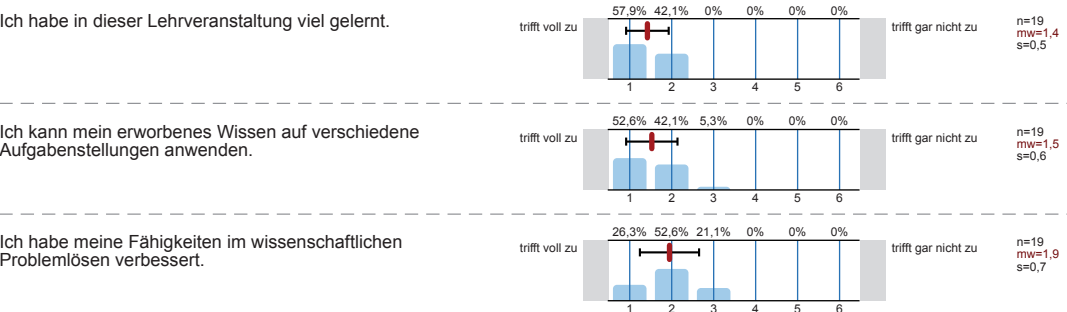 Ich habe in dieser Lehrveranstaltung viel gelernt.
trifft voll zu
57,9% 42,1% 0% 0% 0% 0%
1 2 3 4 5 6
trifft gar nicht zu
n=19
mw=1,4
s=0,5
Ich kann mein erworbenes Wissen auf verschiedene
Aufgabenstellungen anwenden.
trifft voll zu
52,6% 42,1% 5,3% 0% 0% 0%
1 2 3 4 5 6
trifft gar nicht zu
n=19
mw=1,5
s=0,6
Ich habe meine Fähigkeiten im wissenschaftlichen
Problemlösen verbessert.
trifft voll zu
26,3% 52,6% 21,1% 0% 0% 0%
1 2 3 4 5 6
trifft gar nicht zu
n=19
mw=1,9
s=0,7